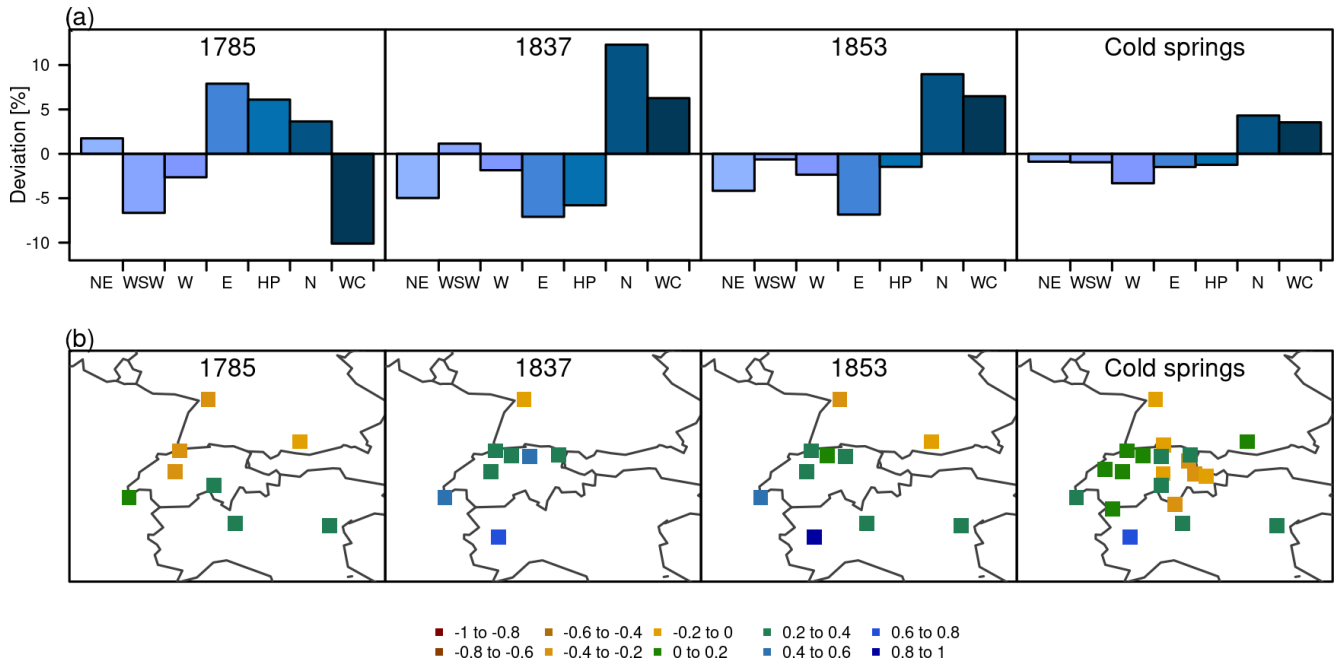 (a)
1785 1837 1853 Cold springs
Deviation [%]
10
5
0
-5
-10
NE WSW W E HP N WC NE WSW W E HP N WC NE WSW W E HP N WC NE WSW W E HP N WC
(b)
1785 1837 1853 Cold springs
-1 to -0.8 -0.6 to -0.4 -0.2 to 0 0.2 to 0.4 0.6 to 0.8
-0.8 to -0.6 -0.4 to -0.2 0 to 0.2 0.4 to 0.6 0.8 to 1